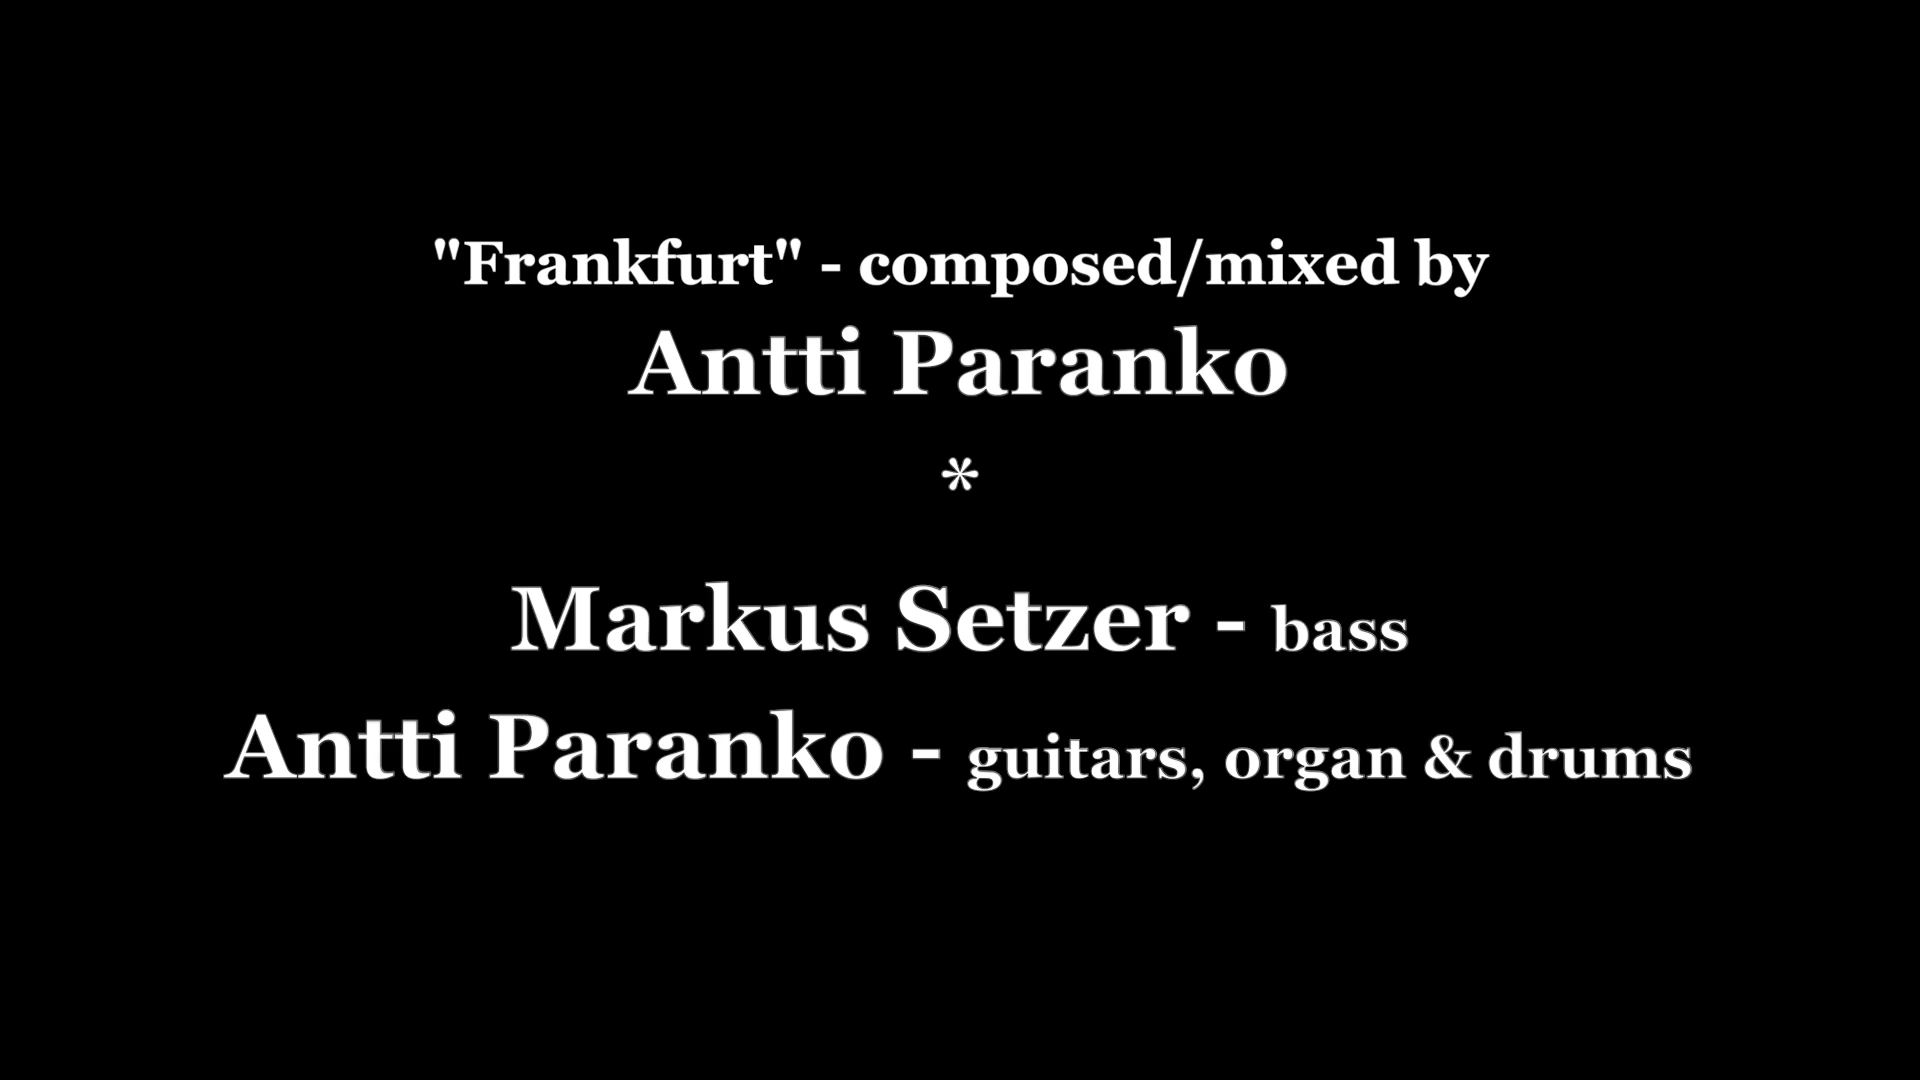 "Frankfurt" - composed/mixed by
Antti Paranko
*
Markus Setzer - bass
Antti Paranko - guitars, organ & drums